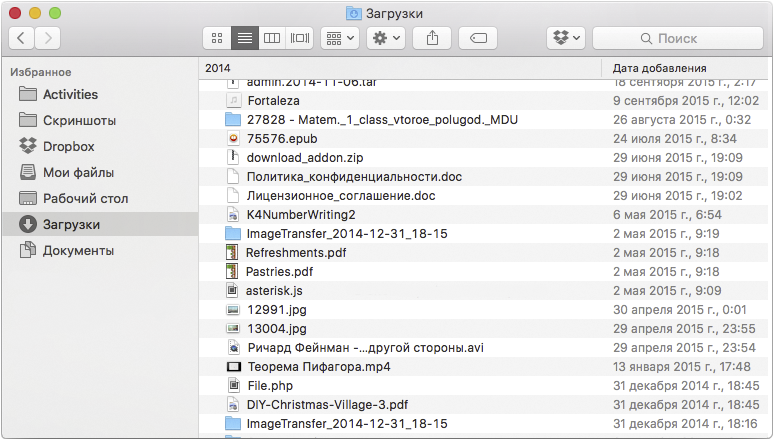 Загрузки
Поиск
Избранное
Activities
Скриншоты
Dropbox
Мои файлы
Рабочий стол
Загрузки
Документы
2014 Дата добавления
admin.2014-11-06.tar 18 сентября 2015 г., 2:17
Fortaleza 9 сентября 2015 г., 12:02
27828 - Matem._1_class_vtoroe_polugod._MDU 26 августа 2015 г., 0:32
75576.epub 24 июля 2015 г., 8:34
download_addon.zip 29 июня 2015 г., 19:09
Политика_конфиденциальности.doc 29 июня 2015 г., 19:09
Лицензионное_соглашение.doc 29 июня 2015 г., 19:02
K4NumberWriting2 6 мая 2015 г., 6:54
ImageTransfer_2014-12-31_18-15 2 мая 2015 г., 9:19
Refreshments.pdf 2 мая 2015 г., 9:18
Pastries.pdf 2 мая 2015 г., 9:18
asterisk.js 2 мая 2015 г., 9:09
12991.jpg 30 апреля 2015 г., 0:01
13004.jpg 29 апреля 2015 г., 23:55
Ричард Фейнман -...другой стороны.avi 29 апреля 2015 г., 23:54
Теорема Пифагора.mp4 13 января 2015 г., 17:48
File.php 31 декабря 2014 г., 18:45
DIY-Christmas-Village-3.pdf 31 декабря 2014 г., 18:45
ImageTransfer_2014-12-31_18-15 31 декабря 2014 г., 18:16